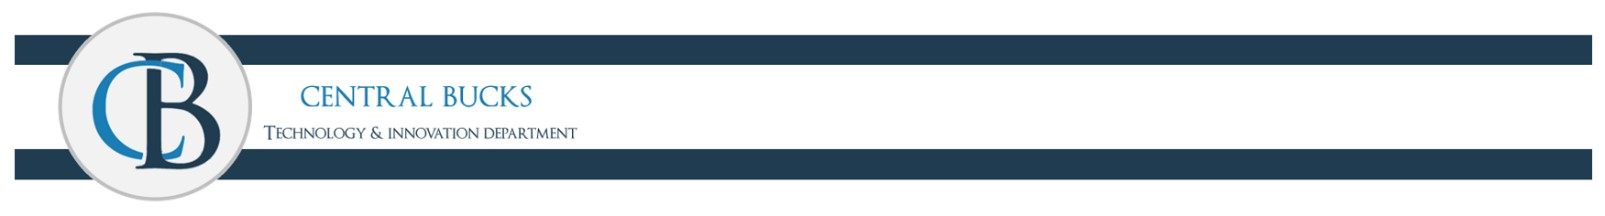 CB
CENTRAL BUCKS
TECHNOLOGY & INNOVATION DEPARTMENT